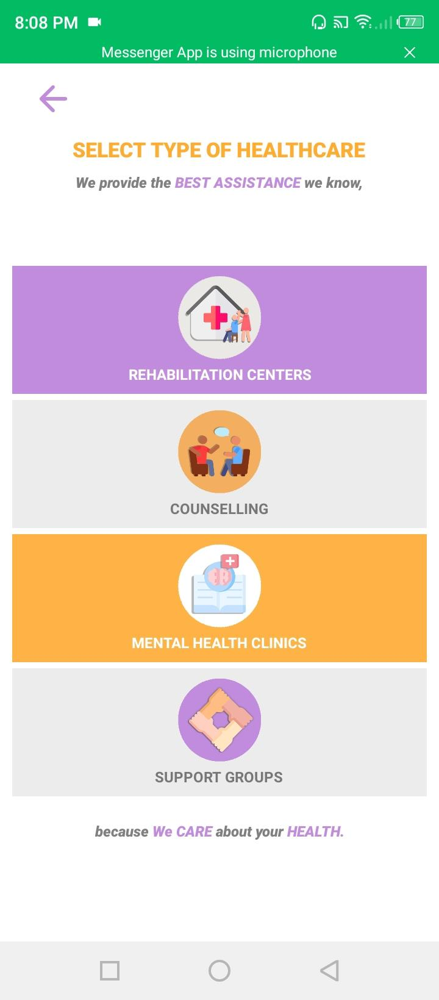 8:08 PM
77
Messenger App is using microphone
SELECT TYPE OF HEALTHCARE
We provide the BEST ASSISTANCE we know,
REHABILITATION CENTERS
COUNSELLING
MENTAL HEALTH CLINICS
SUPPORT GROUPS
because We CARE about your HEALTH.